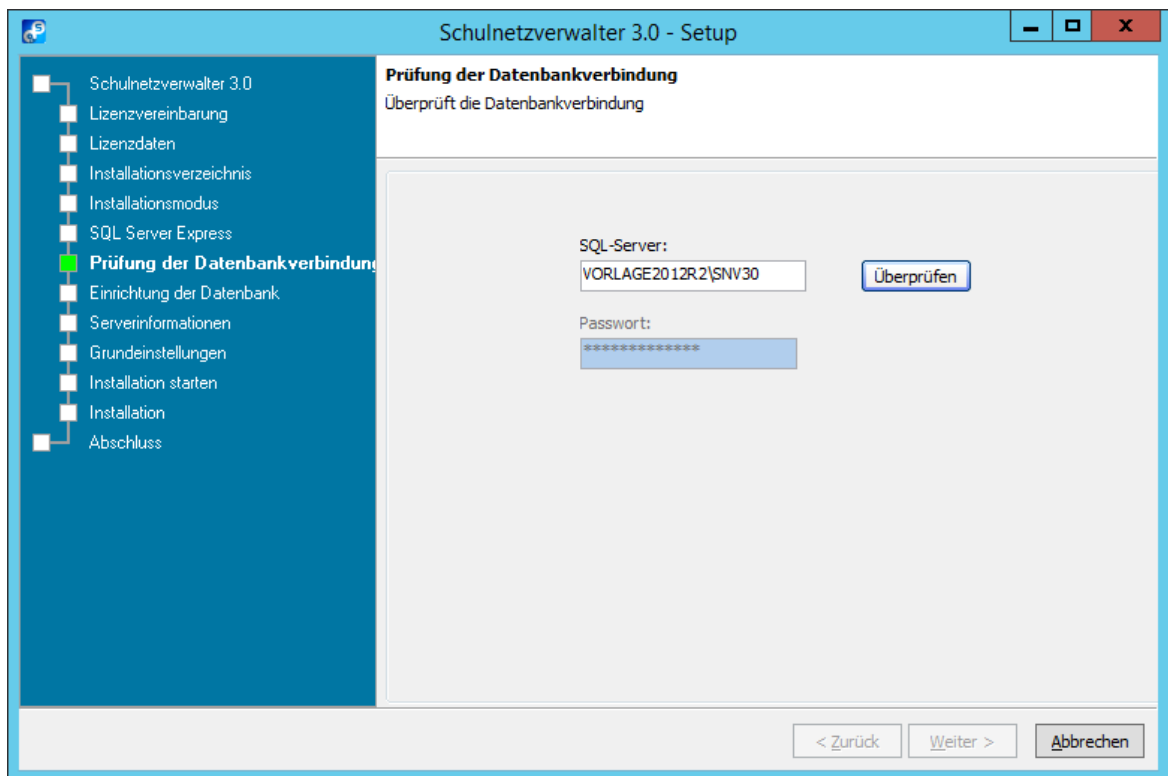 Schulnetzverwalter 3.0 - Setup
Schulnetzverwalter 3.0
Lizenzvereinbarung
Lizenzdaten
Installationsverzeichnis
Installationsmodus
SQL Server Express
Prüfung der Datenbankverbindung
Einrichtung der Datenbank
Serverinformationen
Grundeinstellungen
Installation starten
Installation
Abschluss
Prüfung der Datenbankverbindung
Überprüft die Datenbankverbindung
SQL-Server:
VORLAGE2012R2\SNV30
Überprüfen
Passwort:
*************
< Zurück
Weiter >
Abbrechen